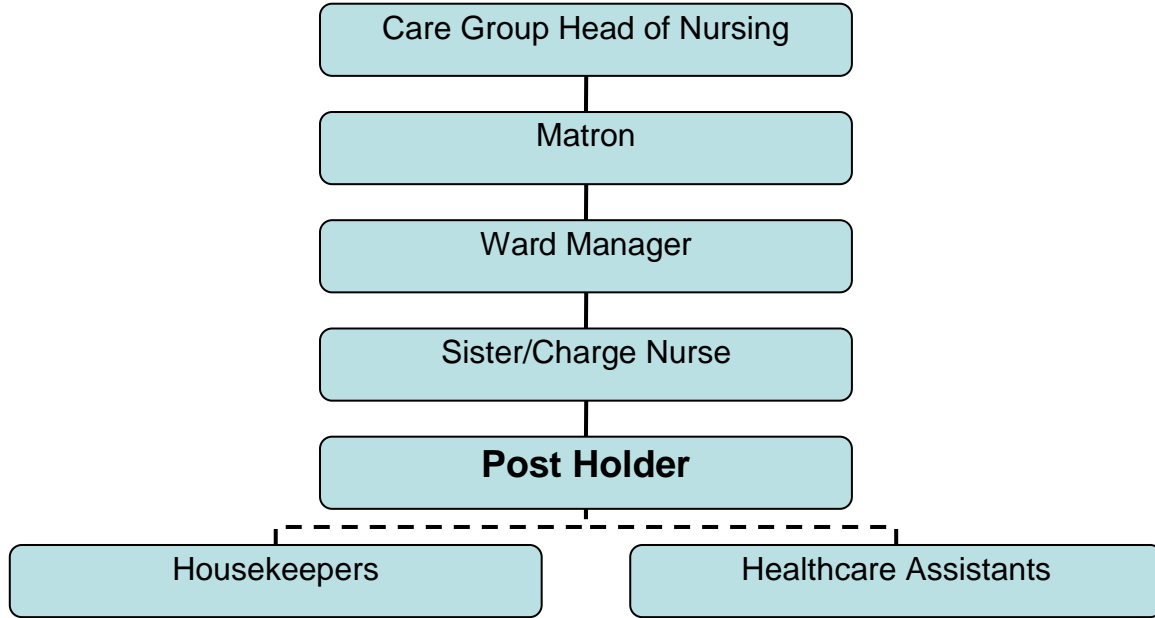 Care Group Head of Nursing
Matron
Ward Manager
Sister/Charge Nurse
Post Holder
Housekeepers
Healthcare Assistants